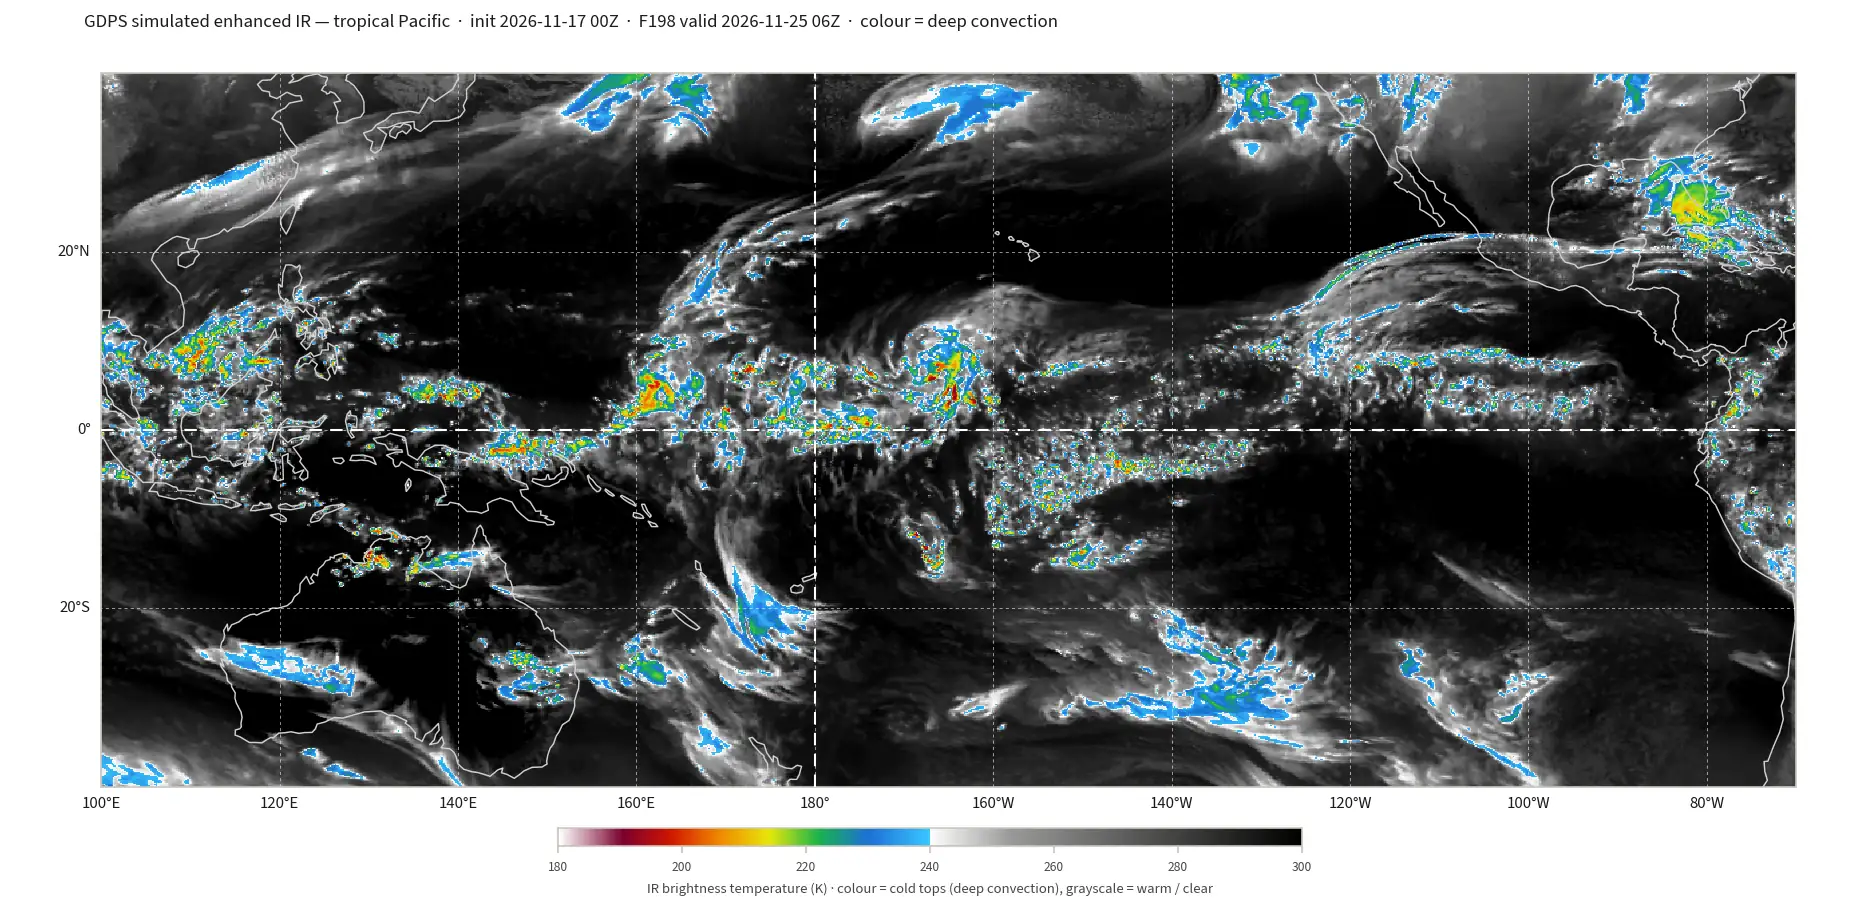 GDPS simulated enhanced IR — tropical Pacific · init 2026-11-17 00Z · F198 valid 2026-11-25 06Z · colour = deep convection
20°N
0°
20°S
100°E 120°E 140°E 160°E 180° 160°W 140°W 120°W 100°W 80°W
180 200 220 240 260 280 300
IR brightness temperature (K) · colour = cold tops (deep convection), grayscale = warm / clear